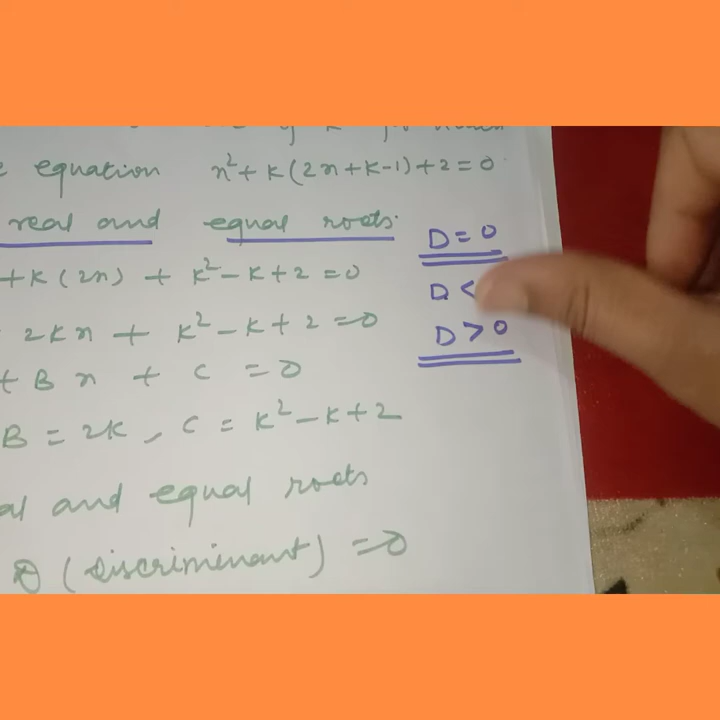 equation x²+k(2x+k-1)+2=0
real and equal roots.
D=0
+k(2x) + k²-k+2=0
D <
2kx + k²-k+2=0
D>0
+ Bx + C =0
B = 2k, C = k²-k+2
and equal roots
D (discriminant) =0